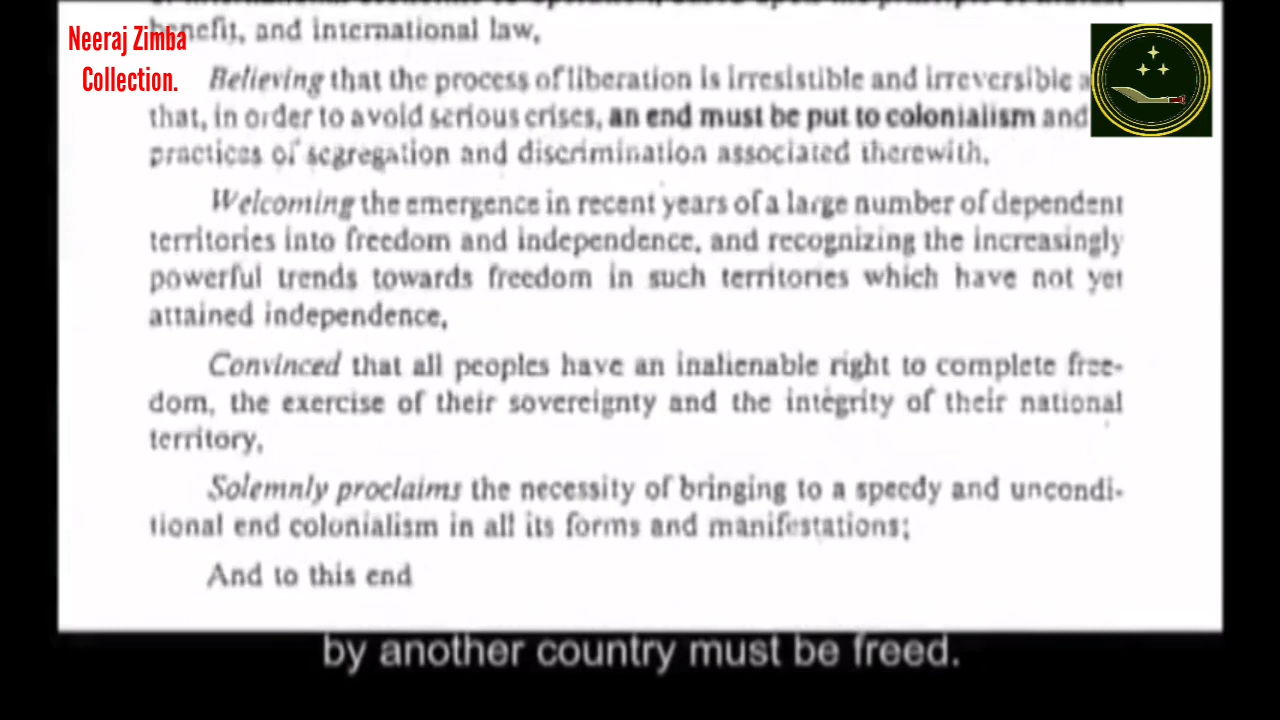 Neeraj Zimba
Collection.
benefit, and international law,
Believing that the process of liberation is irresistible and irreversible
that, in order to avoid serious crises, an end must be put to colonialism and
practices of segregation and discrimination associated therewith.
Welcoming the emergence in recent years of a large number of dependent
territories into freedom and independence, and recognizing the increasingly
powerful trends towards freedom in such territories which have not yet
attained independence,
Convinced that all peoples have an inalienable right to complete free-
dom, the exercise of their sovereignty and the integrity of their national
territory,
Solemnly proclaims the necessity of bringing to a speedy and uncondi-
tional end colonialism in all its forms and manifestations;
And to this end
by another country must be freed.